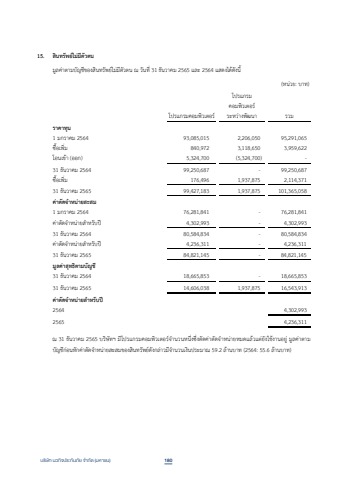 15. สินทรัพย์ไม่มีตัวตน
มูลค่าตามบัญชีของสินทรัพย์ไม่มีตัวตน ณ วันที่ 31 ธันวาคม 2565 และ 2564 แสดงได้ดังนี้
(หน่วย: บาท)
โปรแกรม
คอมพิวเตอร์
โปรแกรมคอมพิวเตอร์ ระหว่างพัฒนา รวม
ราคาทุน
1 มกราคม 2564 93,085,015 2,206,050 95,291,065
ซื้อเพิ่ม 840,972 3,118,650 3,959,622
โอนเข้า (ออก) 5,324,700 (5,324,700) -
31 ธันวาคม 2564 99,250,687 - 99,250,687
ซื้อเพิ่ม 176,496 1,937,875 2,114,371
31 ธันวาคม 2565 99,427,183 1,937,875 101,365,058
ค่าตัดจำหน่ายสะสม
1 มกราคม 2564 76,281,841 - 76,281,841
ค่าตัดจำหน่ายสำหรับปี 4,302,993 - 4,302,993
31 ธันวาคม 2564 80,584,834 - 80,584,834
ค่าตัดจำหน่ายสำหรับปี 4,236,311 - 4,236,311
31 ธันวาคม 2565 84,821,145 - 84,821,145
มูลค่าสุทธิตามบัญชี
31 ธันวาคม 2564 18,665,853 - 18,665,853
31 ธันวาคม 2565 14,606,038 1,937,875 16,543,913
ค่าตัดจำหน่ายสำหรับปี
2564 4,302,993
2565 4,236,311
ณ 31 ธันวาคม 2565 บริษัทฯ มีโปรแกรมคอมพิวเตอร์จำนวนหนึ่งซึ่งตัดค่าตัดจำหน่ายหมดแล้วแต่ยังใช้งานอยู่ มูลค่าตาม
บัญชีก่อนหักค่าตัดจำหน่ายสะสมของสินทรัพย์ดังกล่าวมีจำนวนเงินประมาณ 59.2 ล้านบาท (2564: 55.6 ล้านบาท)
บริษัท นวกิจประกันภัย จำกัด (มหาชน) 180